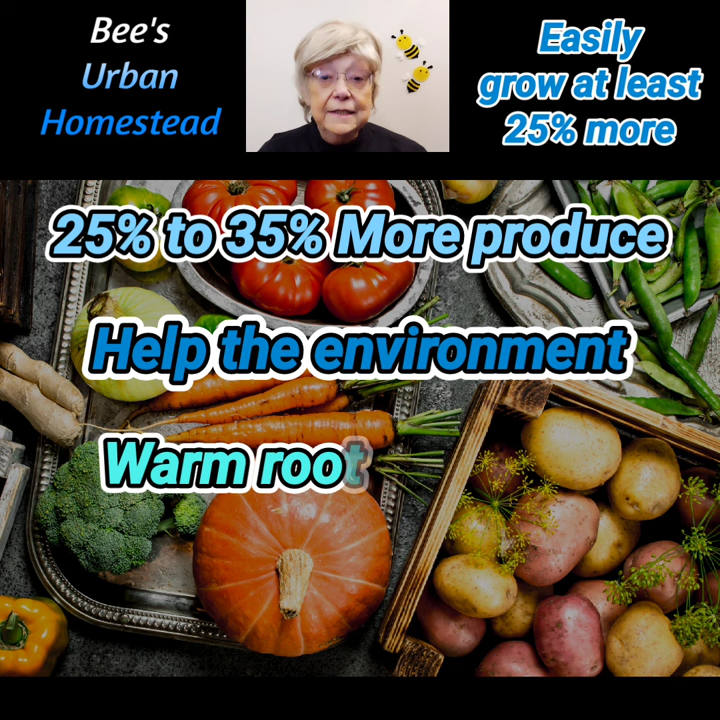 Bee's
Urban
Homestead
Easily
grow at least
25% more
25% to 35% More produce
Help the environment
Warm root